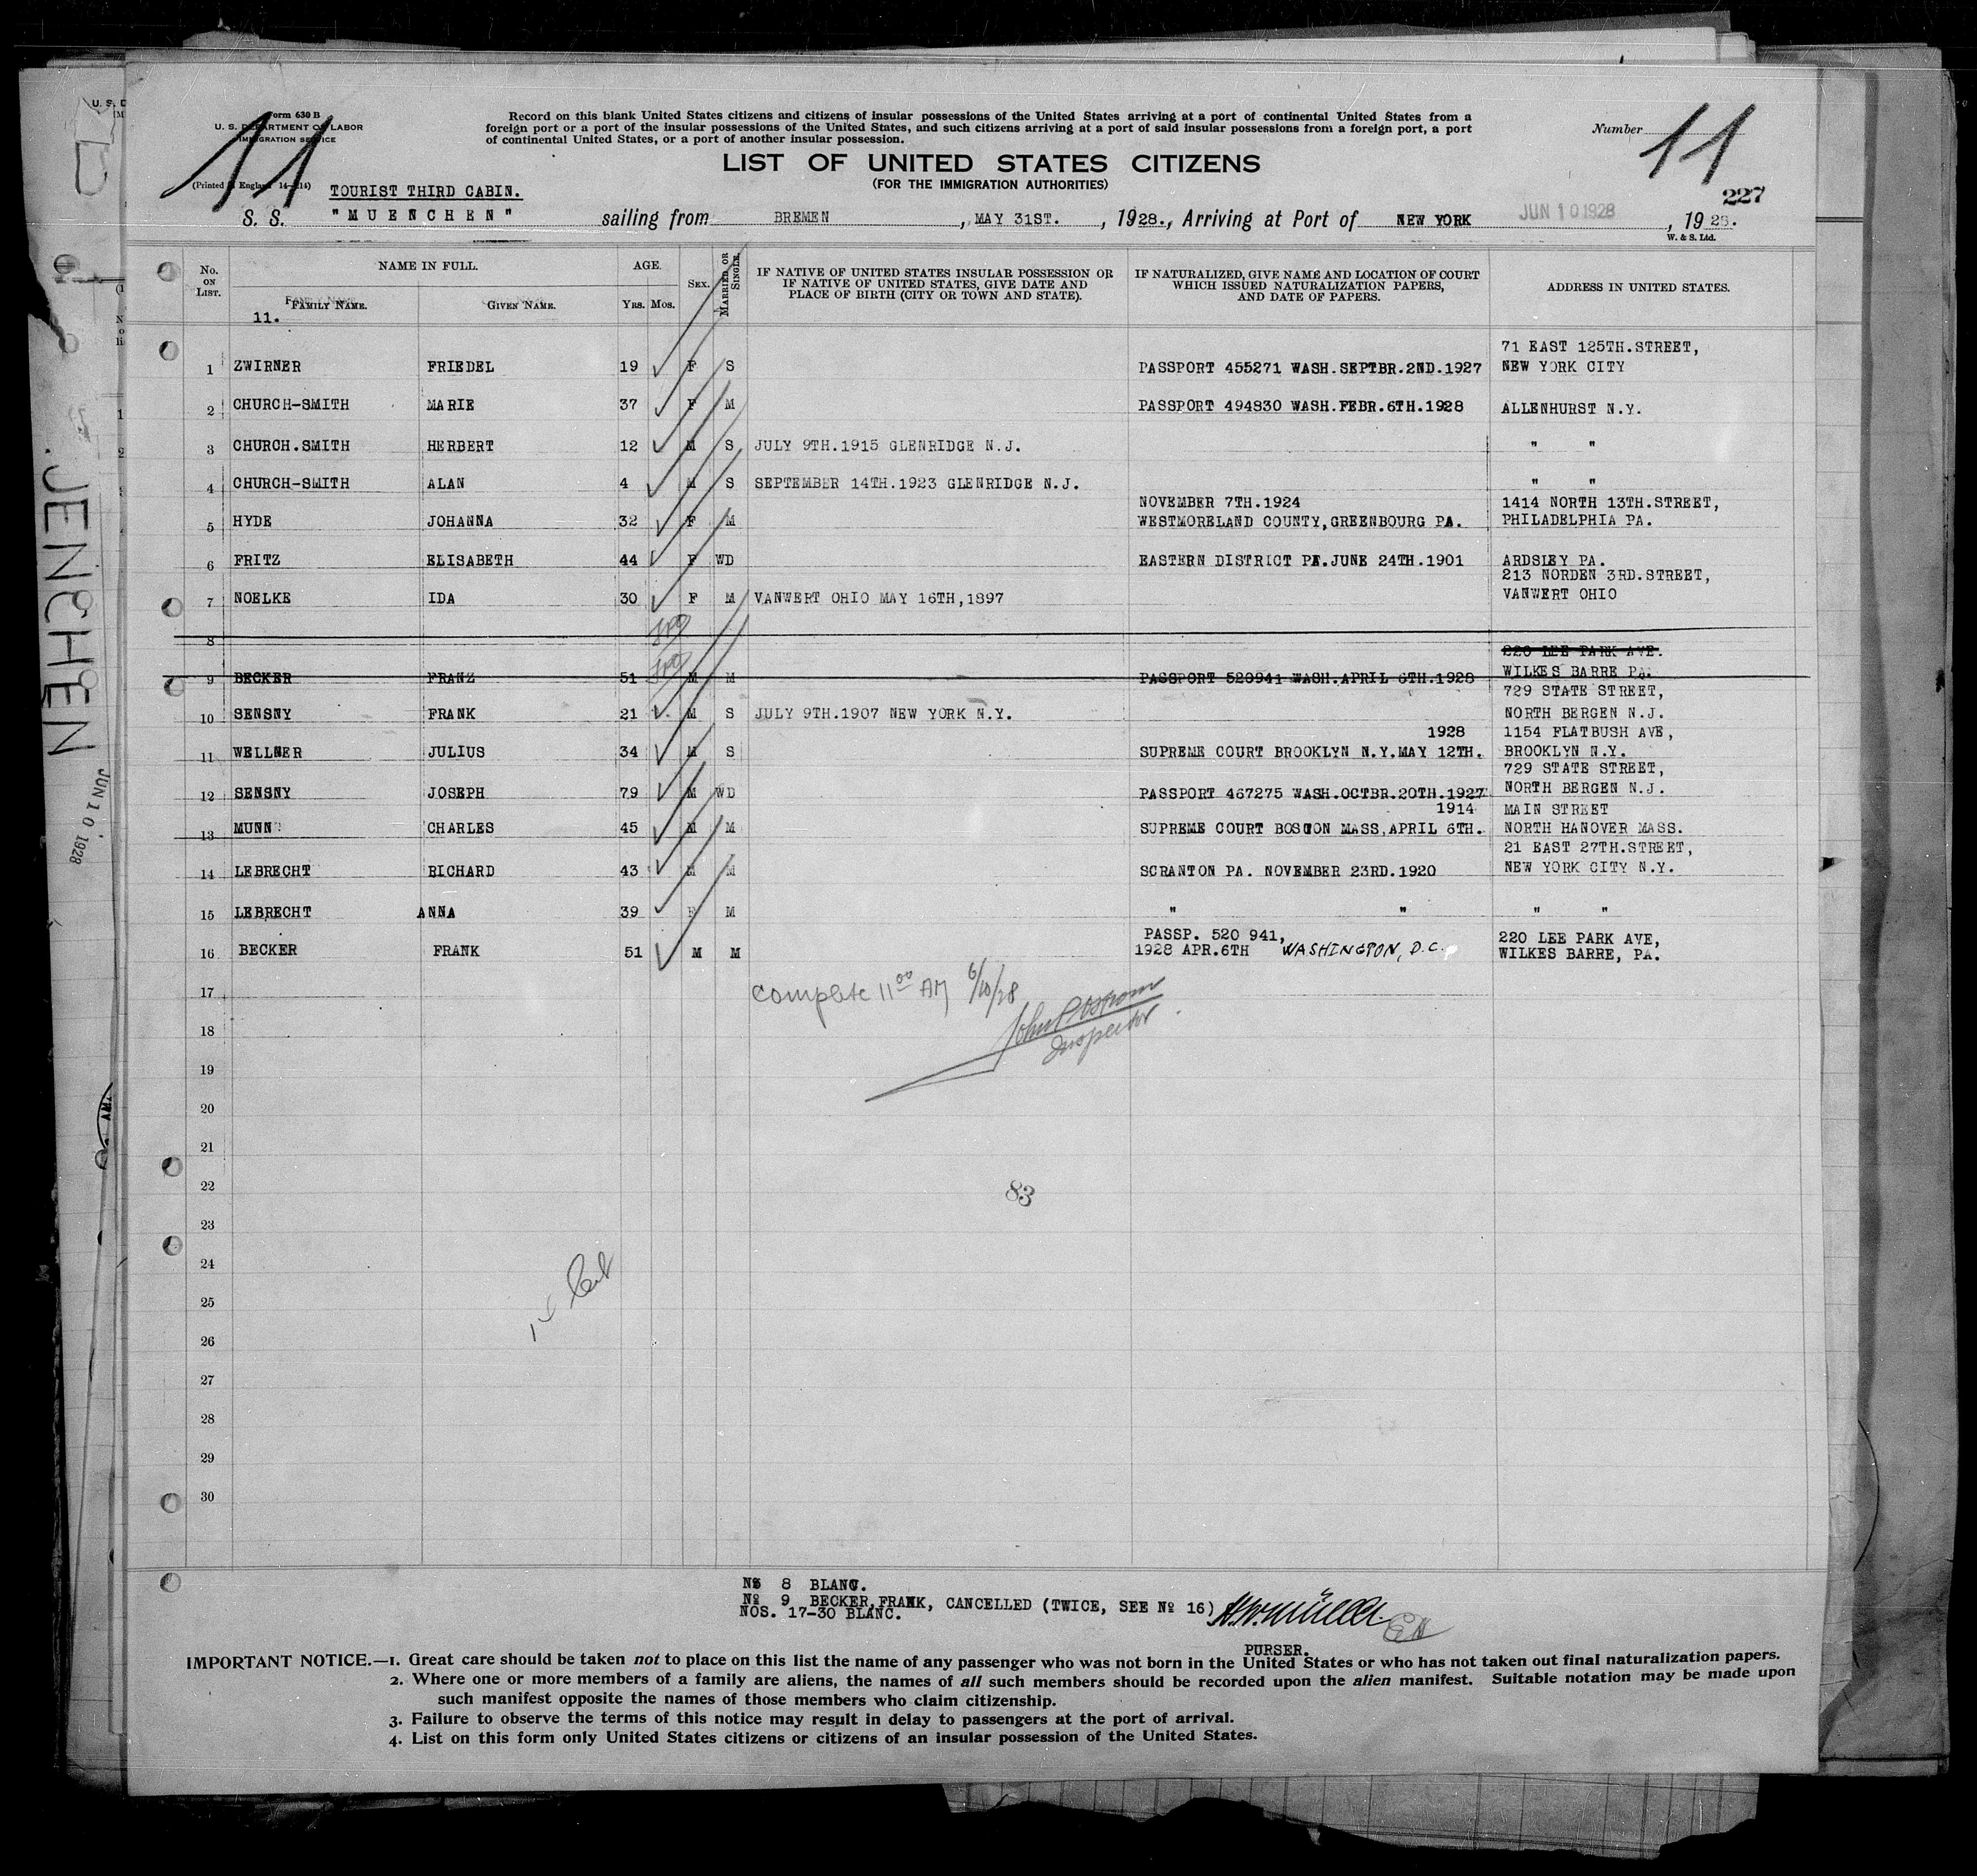 Form 630 B
U. S. DEPARTMENT OF LABOR
IMMIGRATION SERVICE
11
Record on this blank United States citizens and citizens of insular possessions of the United States arriving at a port of continental United States from a
foreign port or a port of the insular possessions of the United States, and such citizens arriving at a port of said insular possessions from a foreign port, a port
of continental United States, or a port of another insular possession.
Number 11
LIST OF UNITED STATES CITIZENS
(FOR THE IMMIGRATION AUTHORITIES)
(Printed England
TOURIST THIRD CABIN.
227
S. S. "MUENCHEN" sailing from BREMEN, MAY 31ST., 1928., Arriving at Port of NEW YORK JUN 10 1928, 1928.
W. & S. Ltd.
No. on List. NAME IN FULL. AGE. Sex. Married or Single. IF NATIVE OF UNITED STATES INSULAR POSSESSION OR IF NATIVE OF UNITED STATES, GIVE DATE AND PLACE OF BIRTH (CITY OR TOWN AND STATE). IF NATURALIZED, GIVE NAME AND LOCATION OF COURT WHICH ISSUED NATURALIZATION PAPERS, AND DATE OF PAPERS. ADDRESS IN UNITED STATES.
Family Name. Given Name. Yrs. Mos.
11.
71 EAST 125TH.STREET,
1 ZWIRNER FRIEDEL 19 F S PASSPORT 455271 WASH.SEPTBR.2ND.1927 NEW YORK CITY
2 CHURCH-SMITH MARIE 37 F M PASSPORT 494830 WASH.FEBR.6TH.1928 ALLENHURST N.Y.
3 CHURCH.SMITH HERBERT 12 M S JULY 9TH.1915 GLENRIDGE N.J. " "
4 CHURCH-SMITH ALAN 4 M S SEPTEMBER 14TH.1923 GLENRIDGE N.J. " "
NOVEMBER 7TH.1924 1414 NORTH 13TH.STREET,
5 HYDE JOHANNA 32 F M WESTMORELAND COUNTY,GREENBOURG PA. PHILADELPHIA PA.
6 FRITZ ELISABETH 44 F WD EASTERN DISTRICT PA.JUNE 24TH.1901 ARDSLEY PA.
213 NORDEN 3RD.STREET,
7 NOELKE IDA 30 F M VANWERT OHIO MAY 16TH,1897 VANWERT OHIO
8
220 LEE PARK AVE.
9 BECKER FRANZ 51 M M PASSPORT 520941 WASH.APRIL 6TH.1928 WILKES BARRE PA.
729 STATE STREET,
10 SENSNY FRANK 21 M S JULY 9TH.1907 NEW YORK N.Y. NORTH BERGEN N.J.
1928 1154 FLATBUSH AVE,
11 WELLNER JULIUS 34 M S SUPREME COURT BROOKLYN N.Y.MAY 12TH. BROOKLYN N.Y.
729 STATE STREET,
12 SENSNY JOSEPH 79 M WD PASSPORT 467275 WASH.OCTBR.20TH.1927 NORTH BERGEN N.J.
1914 MAIN STREET
13 MUNN CHARLES 45 M M SUPREME COURT BOSTON MASS,APRIL 6TH. NORTH HANOVER MASS.
21 EAST 27TH.STREET,
14 LEBRECHT RICHARD 43 M M SCRANTON PA. NOVEMBER 23RD.1920 NEW YORK CITY N.Y.
15 LEBRECHT ANNA 39 F M " " " "
PASSP. 520 941, 220 LEE PARK AVE,
16 BECKER FRANK 51 M M 1928 APR.6TH WASHINGTON, D.C. WILKES BARRE, PA.
17
Complete 11 00 AM 6/10/28
18
Inspector
19
20
21
22
83
23
24
25
26
27
28
29
30
No 8 BLANC.
№ 9 BECKER,FRANK, CANCELLED (TWICE, SEE № 16)
NOS. 17-30 BLANC.
PURSER.
IMPORTANT NOTICE.—1. Great care should be taken not to place on this list the name of any passenger who was not born in the United States or who has not taken out final naturalization papers.
2. Where one or more members of a family are aliens, the names of all such members should be recorded upon the alien manifest. Suitable notation may be made upon
such manifest opposite the names of those members who claim citizenship.
3. Failure to observe the terms of this notice may result in delay to passengers at the port of arrival.
4. List on this form only United States citizens or citizens of an insular possession of the United States.
JENCHEN
JUN 10 1928